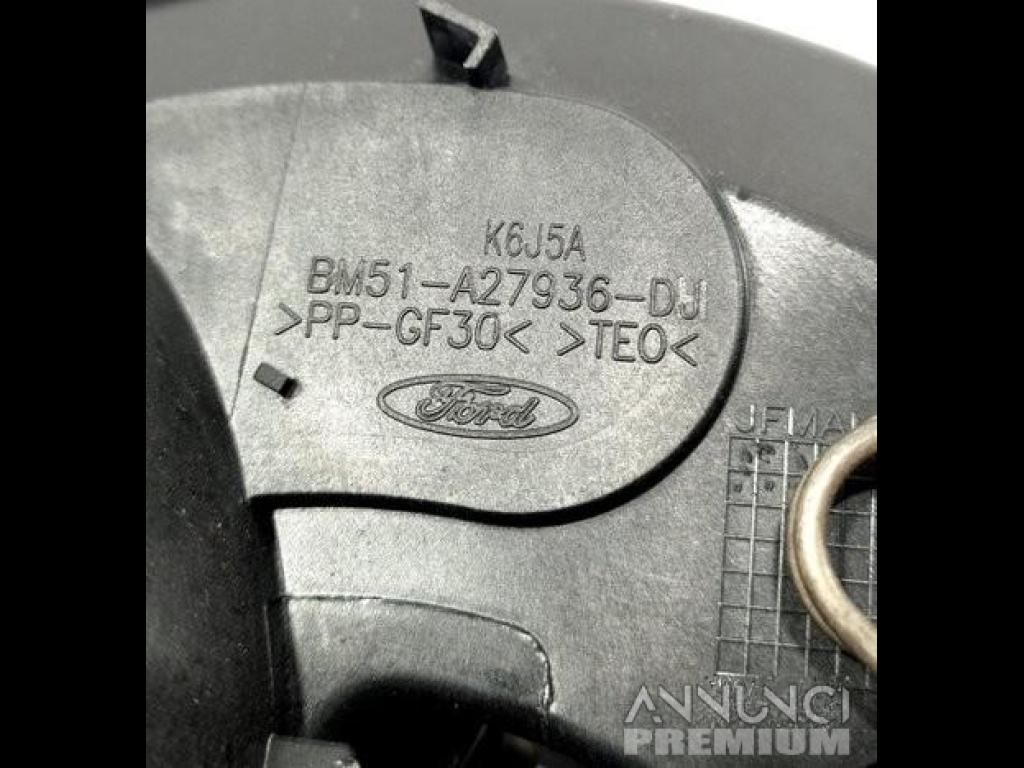 K6J5A
BM51-A27936-DJ
>PP-GF30< >TEO<
Ford
JFMA
ANNUNCI
PREMIUM